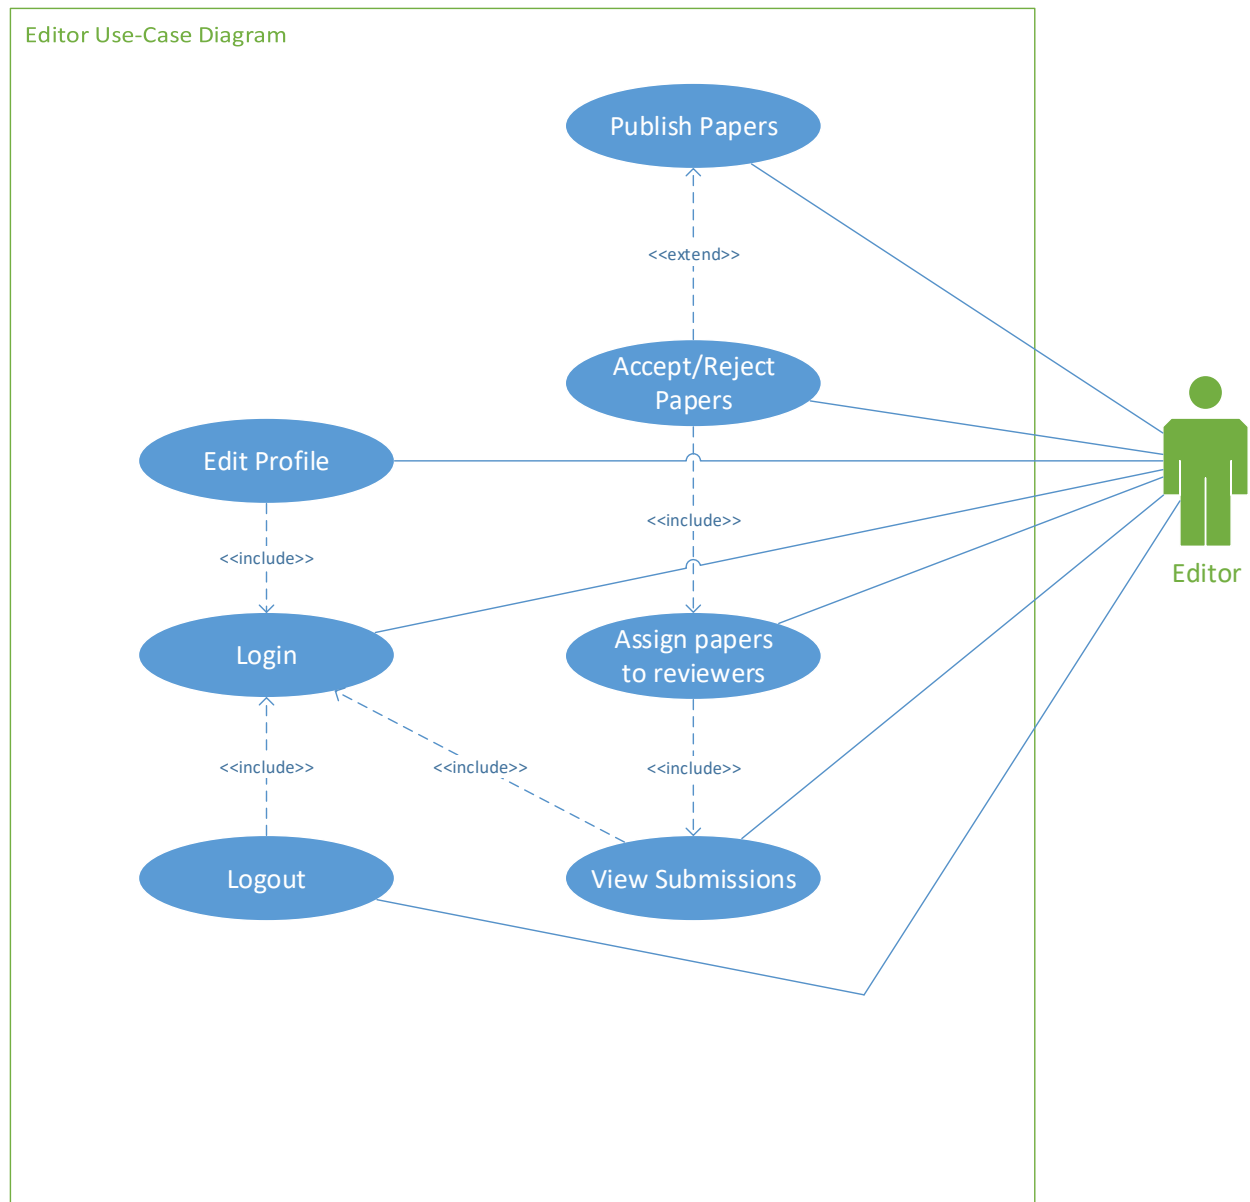 Editor Use-Case Diagram
Publish Papers
<<extend>>
Accept/Reject
Papers
Edit Profile
<<include>>
<<include>>
Editor
Login
Assign papers
to reviewers
<<include>>
<<include>>
<<include>>
Logout
View Submissions